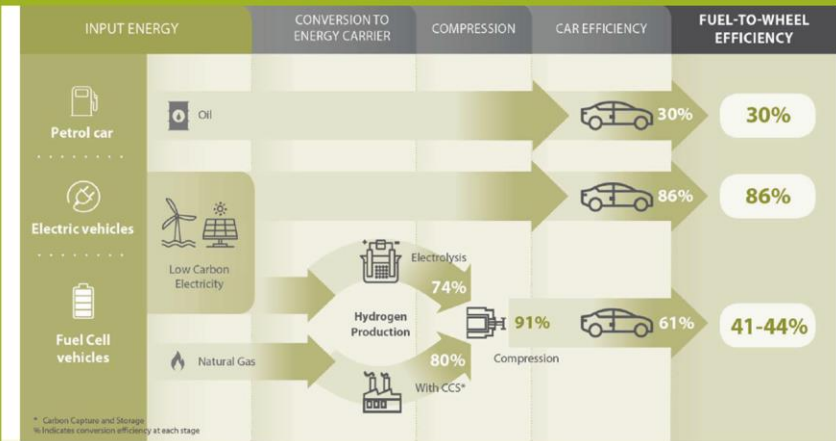 INPUT ENERGY
CONVERSION TO
ENERGY CARRIER
COMPRESSION
CAR EFFICIENCY
FUEL-TO-WHEEL
EFFICIENCY
Petrol car
Oil
30%
30%
Electric vehicles
86%
86%
Low Carbon
Electricity
Electrolysis
74%
Hydrogen
Production
91%
61%
41-44%
Fuel Cell
vehicles
Natural Gas
80%
Compression
With CCS*
* Carbon Capture and Storage
% Indicates conversion efficiency at each stage